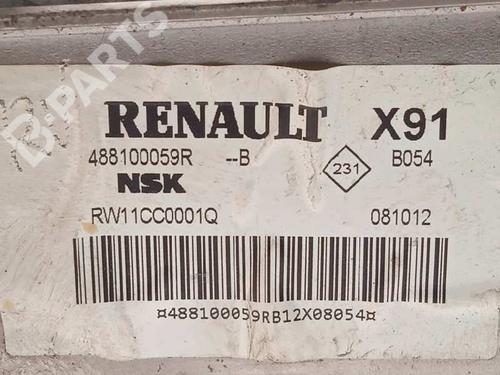 B-PARTS
RENAULT X91
488100059R --B 231 B054
NSK
RW11CC0001Q 081012
¤488100059RB12X08054¤